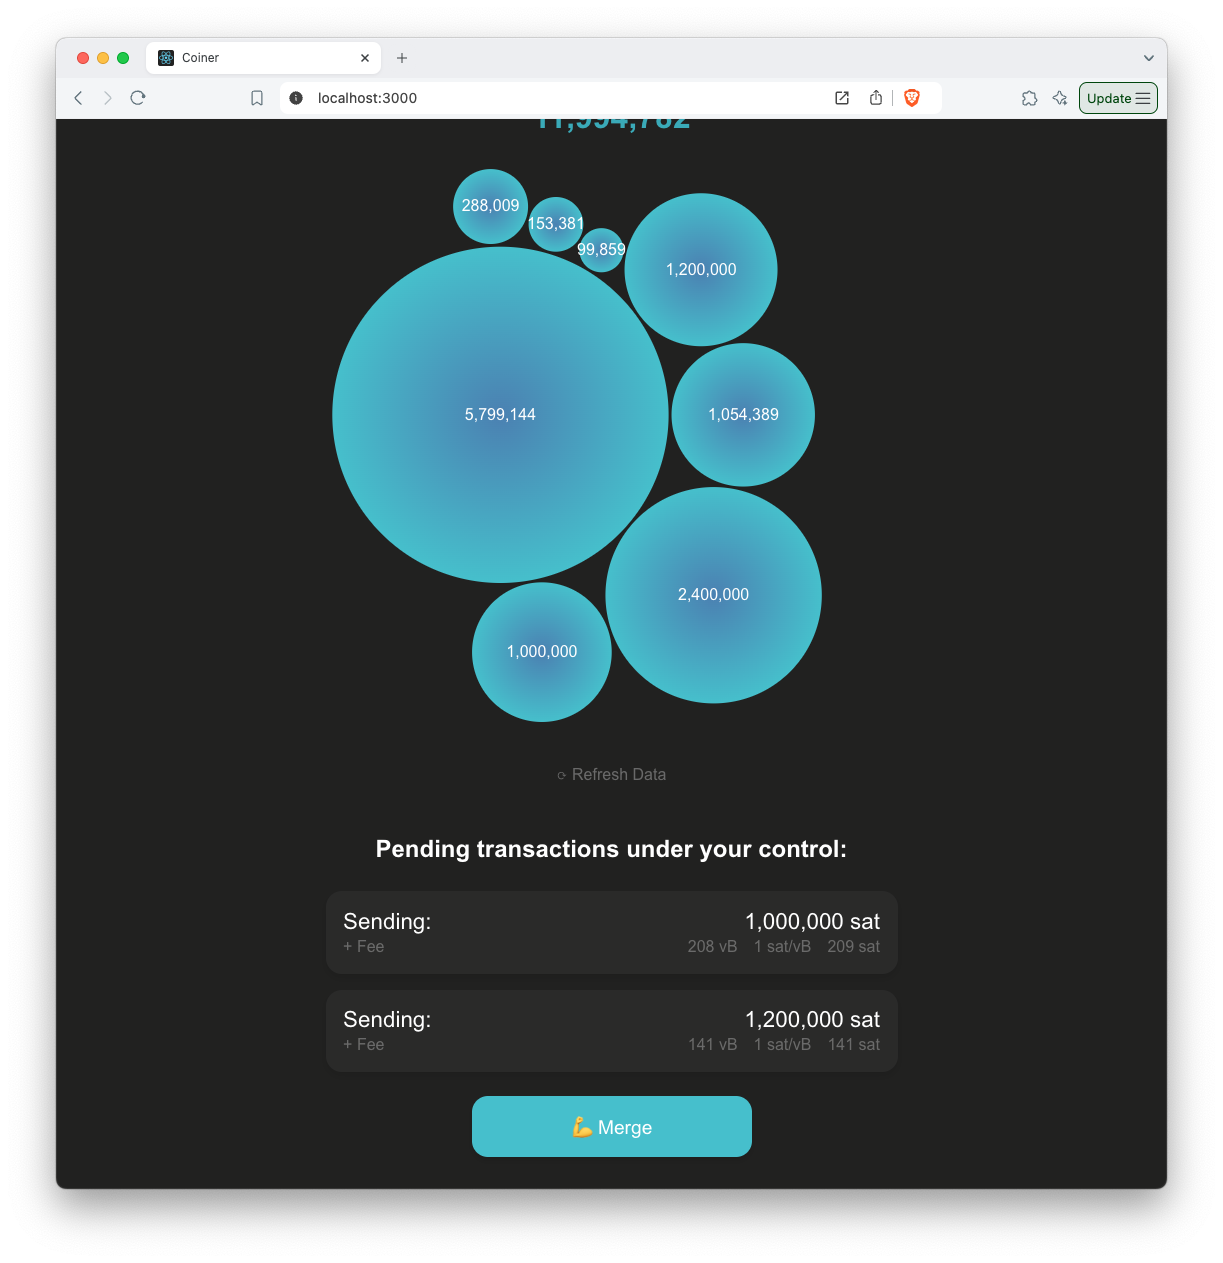 Coiner
localhost:3000
Update
11,994,782
288,009
153,381
99,859
1,200,000
5,799,144
1,054,389
2,400,000
1,000,000
⟳ Refresh Data
Pending transactions under your control:
Sending: 1,000,000 sat
+ Fee 208 vB 1 sat/vB 209 sat
Sending: 1,200,000 sat
+ Fee 141 vB 1 sat/vB 141 sat
💪 Merge